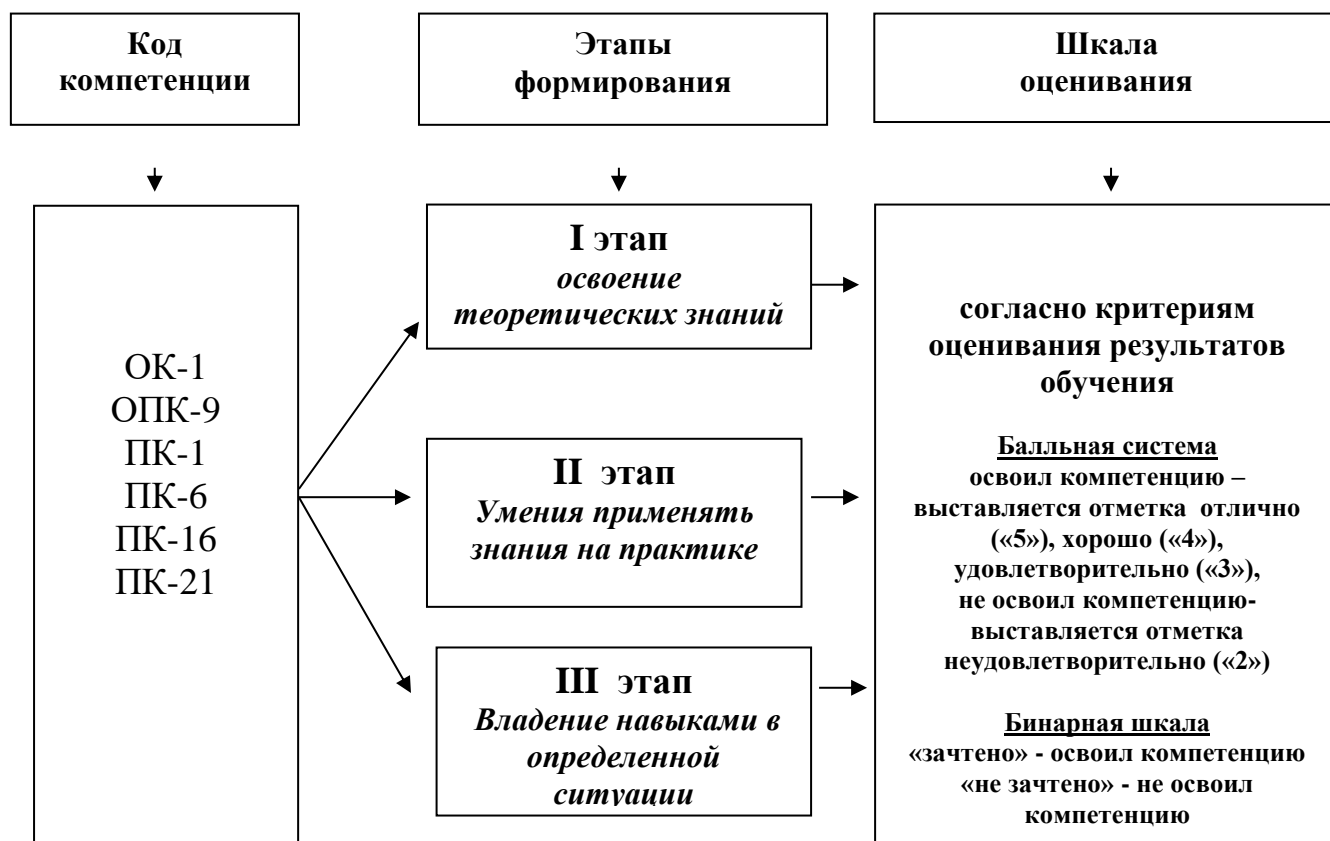 Код
компетенции
Этапы
формирования
Шкала
оценивания
ОК-1
ОПК-9
ПК-1
ПК-6
ПК-16
ПК-21
I этап
освоение
теоретических знаний
II этап
Умения применять
знания на практике
III этап
Владение навыками в
определенной
ситуации
согласно критериям
оценивания результатов
обучения
Балльная система
освоил компетенцию –
выставляется отметка отлично
(«5»), хорошо («4»),
удовлетворительно («3»),
не освоил компетенцию-
выставляется отметка
неудовлетворительно («2»)
Бинарная шкала
«зачтено» - освоил компетенцию
«не зачтено» - не освоил
компетенцию